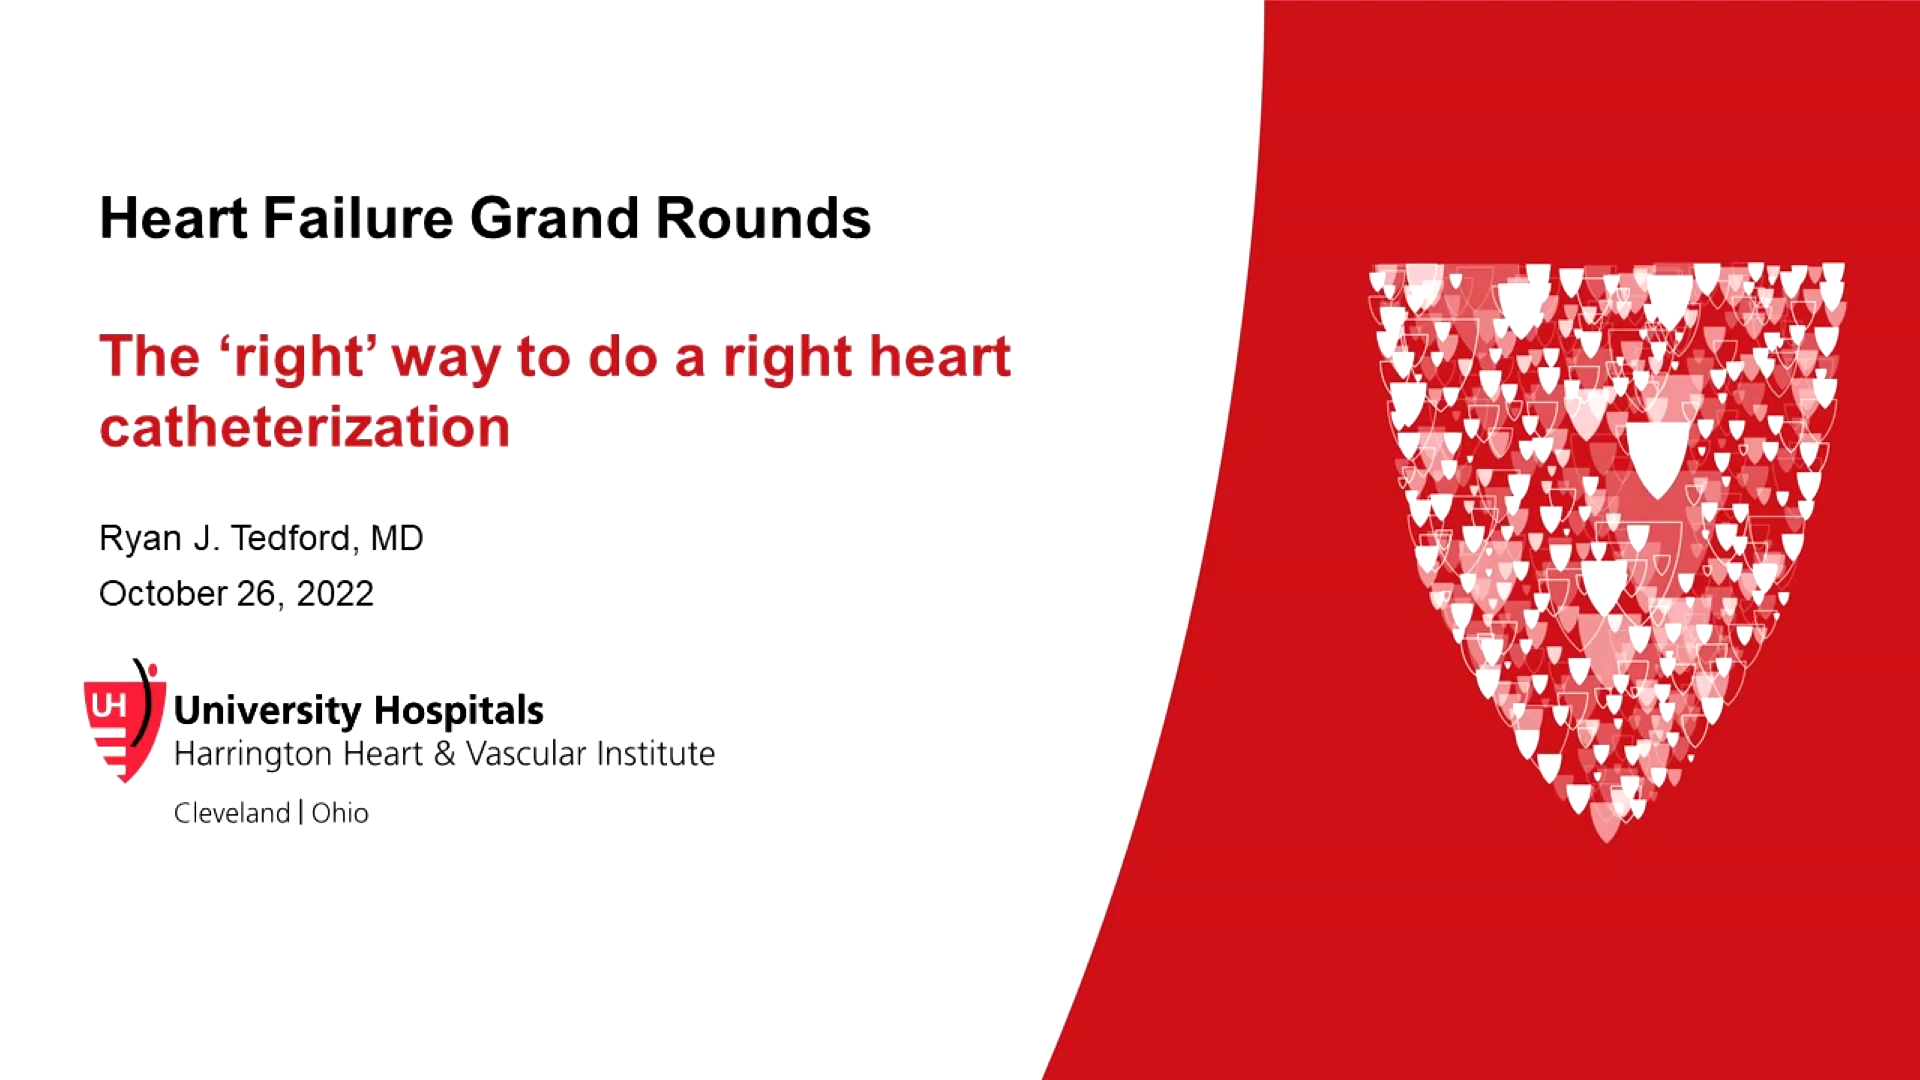 Heart Failure Grand Rounds
The ‘right’ way to do a right heart
catheterization
Ryan J. Tedford, MD
October 26, 2022
UH
University Hospitals
Harrington Heart & Vascular Institute
Cleveland | Ohio